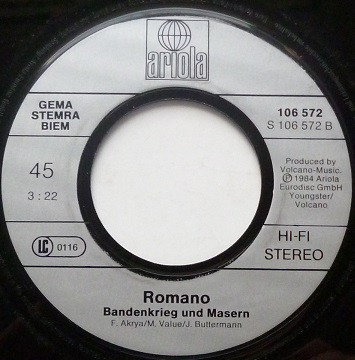 ariola
GEMA
STEMRA
BIEM
106 572
S 106 572 B
45
3 : 22
Produced by
Volcano-Music.
Ⓟ 1984 Ariola
Eurodisc GmbH
Youngster/
Volcano
LC 0116
HI-FI
STEREO
Romano
Bandenkrieg und Masern
F. Akrya/M. Value/J. Buttermann